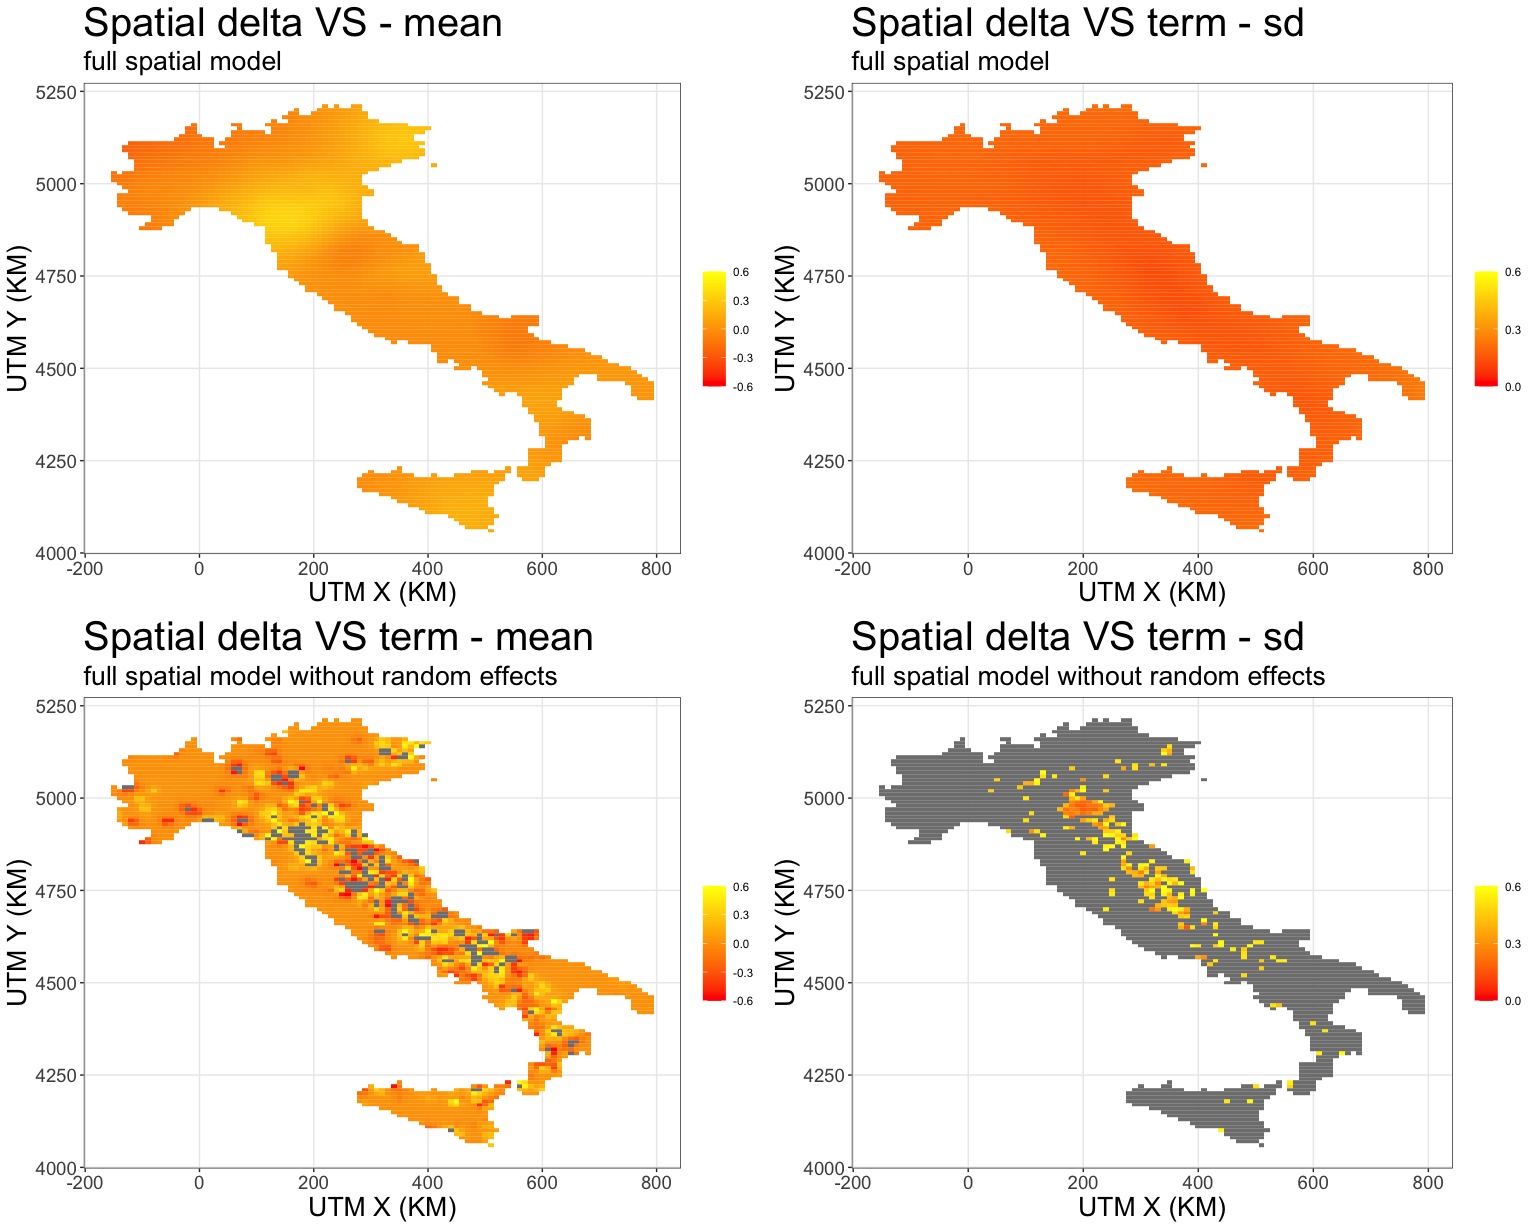 Spatial delta VS - mean
full spatial model
5250
5000
4750
4500
4250
4000
-200 0 200 400 600 800
UTM X (KM)
UTM Y (KM)
0.6
0.3
0.0
-0.3
-0.6
Spatial delta VS term - sd
full spatial model
5250
5000
4750
4500
4250
4000
-200 0 200 400 600 800
UTM X (KM)
UTM Y (KM)
0.6
0.3
0.0
Spatial delta VS term - mean
full spatial model without random effects
5250
5000
4750
4500
4250
4000
-200 0 200 400 600 800
UTM X (KM)
UTM Y (KM)
0.6
0.3
0.0
-0.3
-0.6
Spatial delta VS term - sd
full spatial model without random effects
5250
5000
4750
4500
4250
4000
-200 0 200 400 600 800
UTM X (KM)
UTM Y (KM)
0.6
0.3
0.0